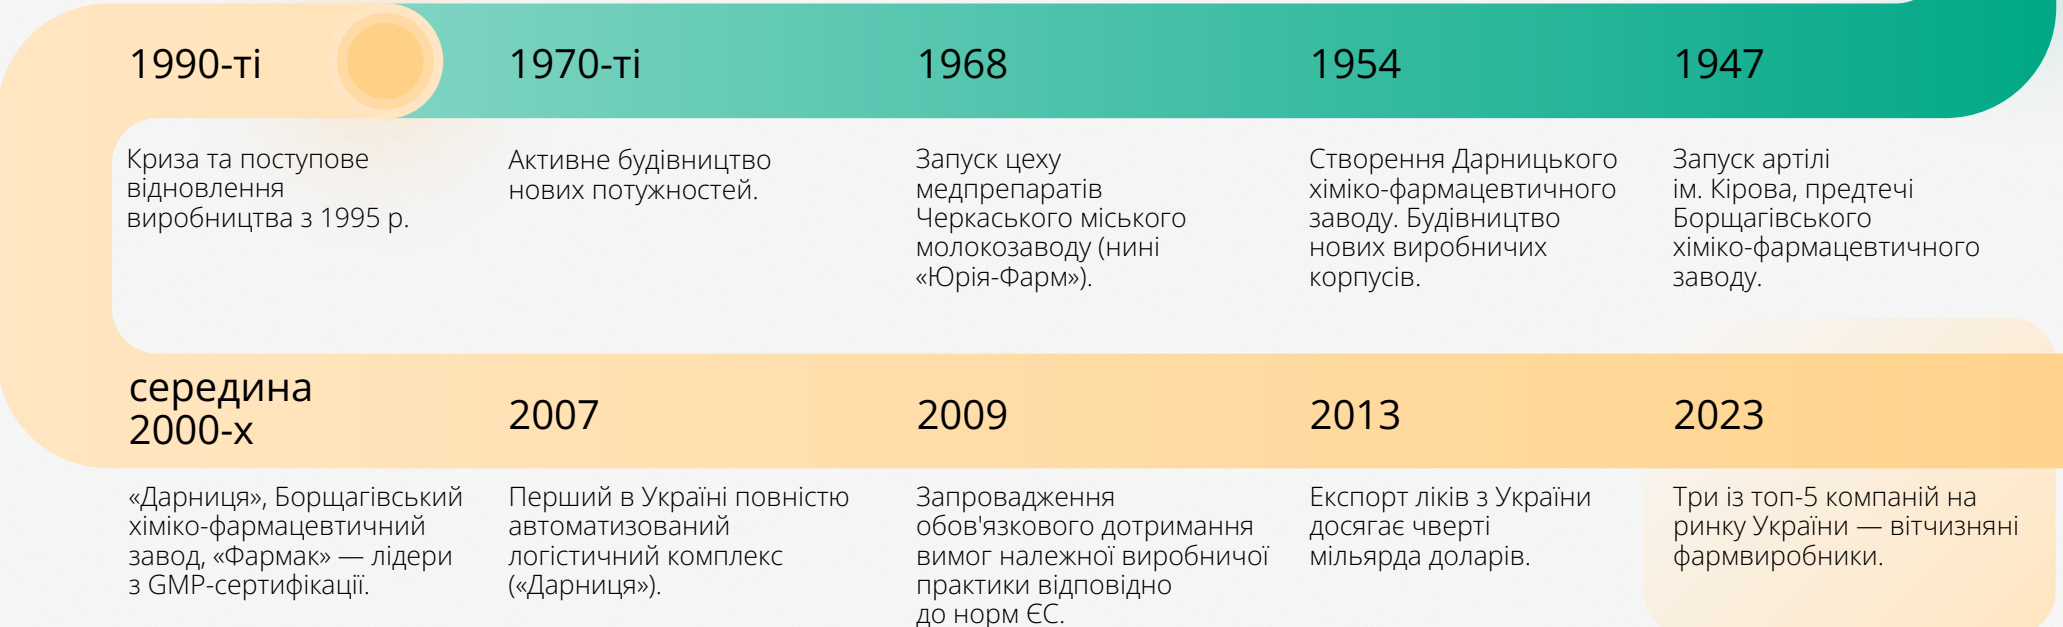 1990-ті
Криза та поступове
відновлення
виробництва з 1995 р.
1970-ті
Активне будівництво
нових потужностей.
1968
Запуск цеху
медпрепаратів
Черкаського міського
молокозаводу (нині
«Юрія-Фарм»).
1954
Створення Дарницького
хіміко-фармацевтичного
заводу. Будівництво
нових виробничих
корпусів.
1947
Запуск артілі
ім. Кірова, предтечі
Борщагівського
хіміко-фармацевтичного
заводу.
середина
2000-х
«Дарниця», Борщагівський
хіміко-фармацевтичний
завод, «Фармак» — лідери
з GMP-сертифікації.
2007
Перший в Україні повністю
автоматизований
логістичний комплекс
(«Дарниця»).
2009
Запровадження
обов'язкового дотримання
вимог належної виробничої
практики відповідно
до норм ЄС.
2013
Експорт ліків з України
досягає чверті
мільярда доларів.
2023
Три із топ-5 компаній на
ринку України — вітчизняні
фармвиробники.